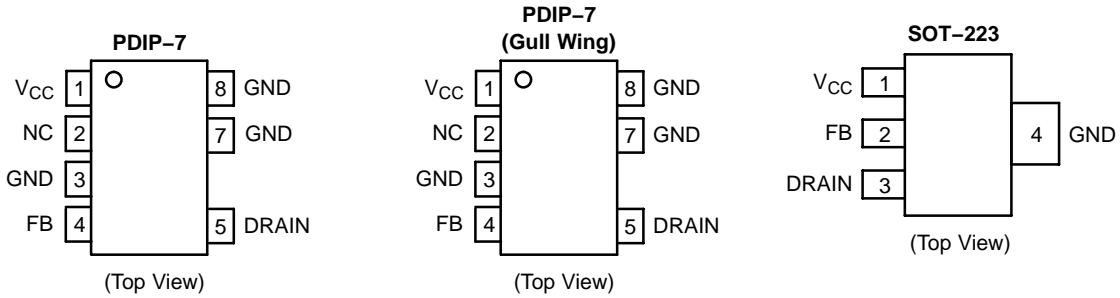 PDIP−7
V_CC 1 8 GND
NC 2 7 GND
GND 3
FB 4 5 DRAIN
(Top View)
PDIP−7
(Gull Wing)
V_CC 1 8 GND
NC 2 7 GND
GND 3
FB 4 5 DRAIN
(Top View)
SOT−223
V_CC 1
FB 2 4 GND
DRAIN 3
(Top View)